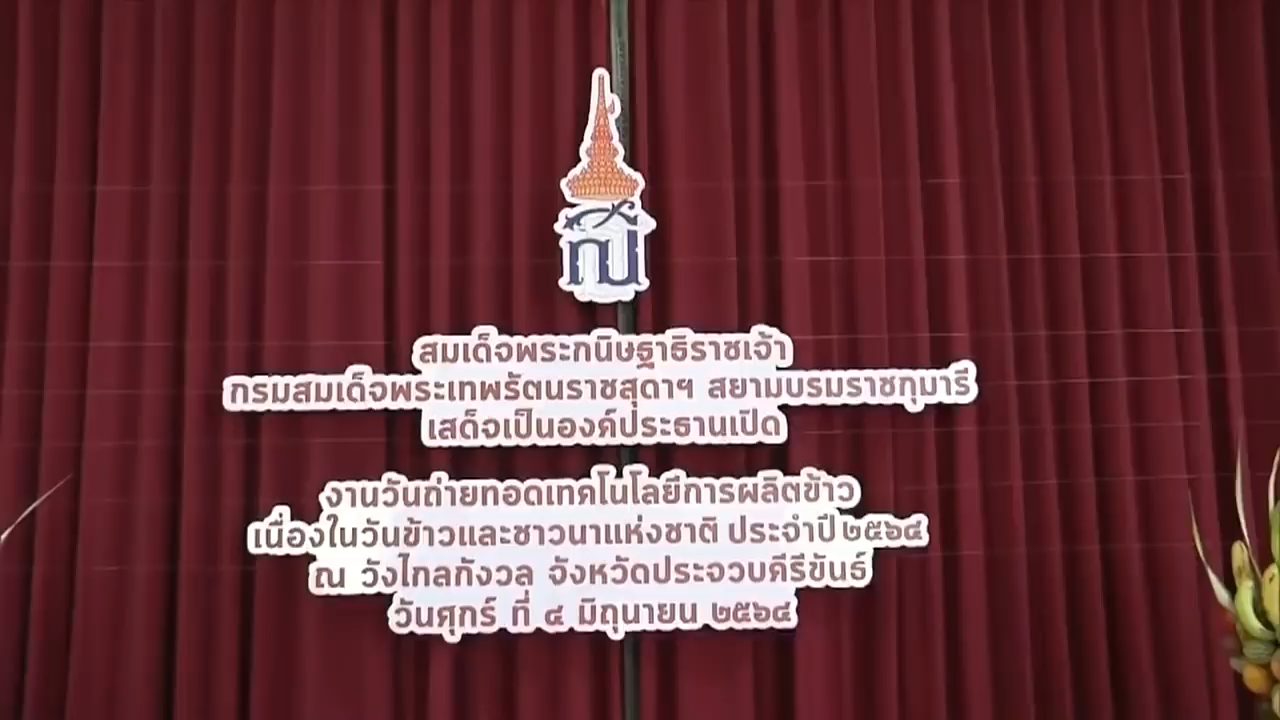 สมเด็จพระกนิษฐาธิราชเจ้า
กรมสมเด็จพระเทพรัตนราชสุดาฯ สยามบรมราชกุมารี
เสด็จเป็นองค์ประธานเปิด
งานวันถ่ายทอดเทคโนโลยีการผลิตข้าว
เนื่องในวันข้าวและชาวนาแห่งชาติ ประจำปี ๒๕๖๔
ณ วังไกลกังวล จังหวัดประจวบคีรีขันธ์
วันศุกร์ ที่ ๔ มิถุนายน ๒๕๖๔